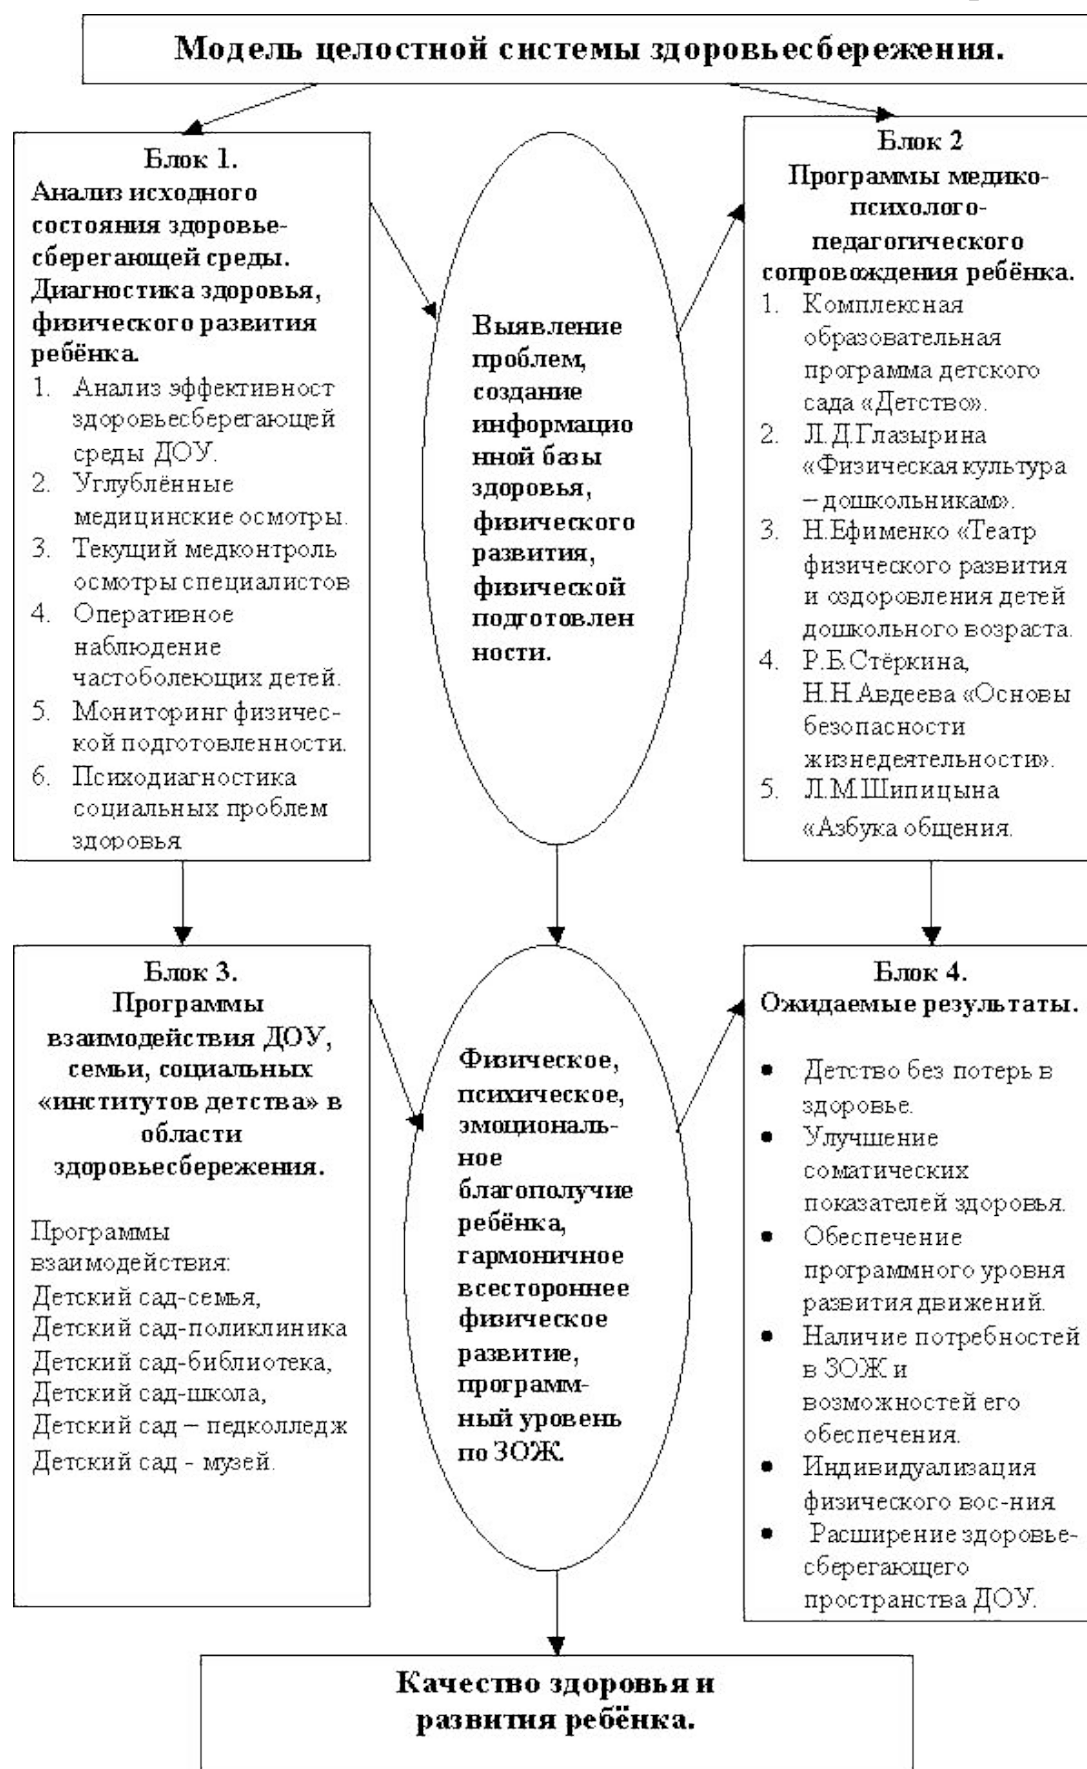 Модель целостной системы здоровьесбережения.
Блок 1.
Анализ исходного
состояния здоровье-
сберегающей среды.
Диагностика здоровья,
физического развития
ребёнка.
1. Анализ эффективност
здоровьесберегающей
среды ДОУ.
2. Углублённые
медицинские осмотры.
3. Текущий медконтроль
осмотры специалистов
4. Оперативное
наблюдение
частоболеющих детей.
5. Мониторинг физичес-
кой подготовленности.
6. Психодиагностика
социальных проблем
здоровья
Выявление
проблем,
создание
информацио
нной базы
здоровья,
физического
развития,
физической
подготовлен
ности.
Блок 2
Программы медико-
психолого-
педагогического
сопровождения ребёнка.
1. Комплексная
образовательная
программа детского
сада «Детство».
2. Л.Д.Глазырина
«Физическая культура
– дошкольникам».
3. Н.Ефименко «Театр
физического развития
и оздоровления детей
дошкольного возраста.
4. Р.Б.Стёркина,
Н.Н.Авдеева «Основы
безопасности
жизнедеятельности».
5. Л.М.Шипицына
«Азбука общения.
Блок 3.
Программы
взаимодействия ДОУ,
семьи, социальных
«институтов детства» в
области
здоровьесбережения.
Программы
взаимодействия:
Детский сад-семья,
Детский сад-поликлиника
Детский сад-библиотека,
Детский сад-школа,
Детский сад – педколледж
Детский сад - музей.
Физическое,
психическое,
эмоциональ-
ное
благополучие
ребёнка,
гармоничное
всестороннее
физическое
развитие,
программ-
ный уровень
по ЗОЖ.
Блок 4.
Ожидаемые результаты.
• Детство без потерь в
здоровье.
• Улучшение
соматических
показателей здоровья.
• Обеспечение
программного уровня
развития движений.
• Наличие потребностей
в ЗОЖ и
возможностей его
обеспечения.
• Индивидуализация
физического вос-ния
• Расширение здоровье-
сберегающего
пространства ДОУ.
Качество здоровья и
развития ребёнка.